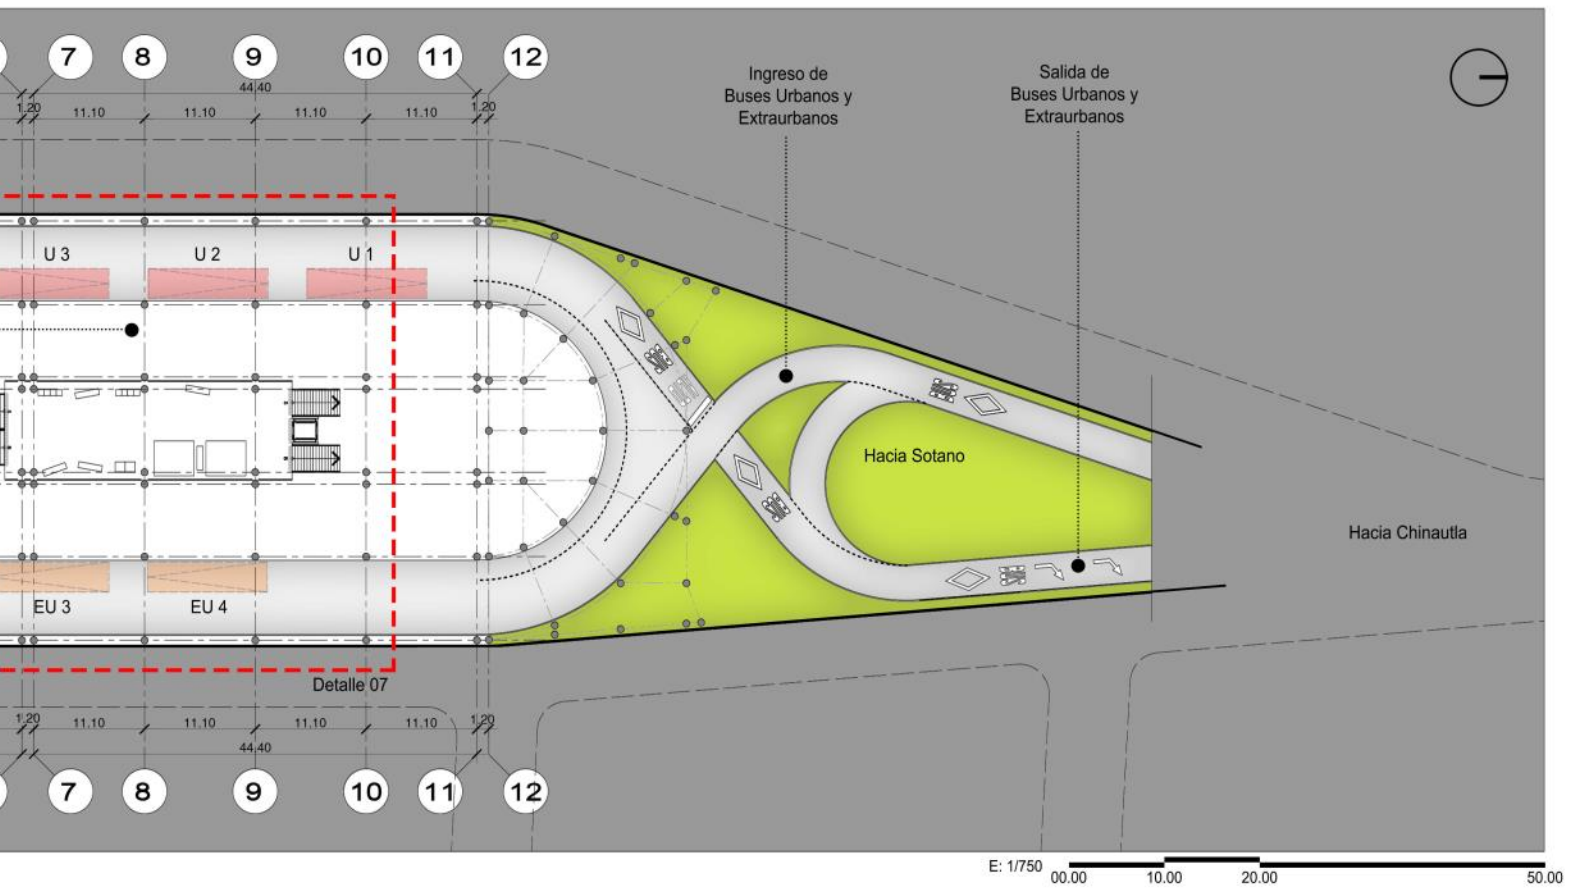 7 8 9 10 11 12
44.40
1.20 11.10 11.10 11.10 11.10 1.20
Ingreso de
Buses Urbanos y
Extraurbanos
Salida de
Buses Urbanos y
Extraurbanos
U 3 U 2 U 1
Hacia Sotano
Hacia Chinautla
EU 3 EU 4
Detalle 07
1.20 11.10 11.10 11.10 11.10 1.20
44.40
7 8 9 10 11 12
E: 1/750 00.00 10.00 20.00 50.00